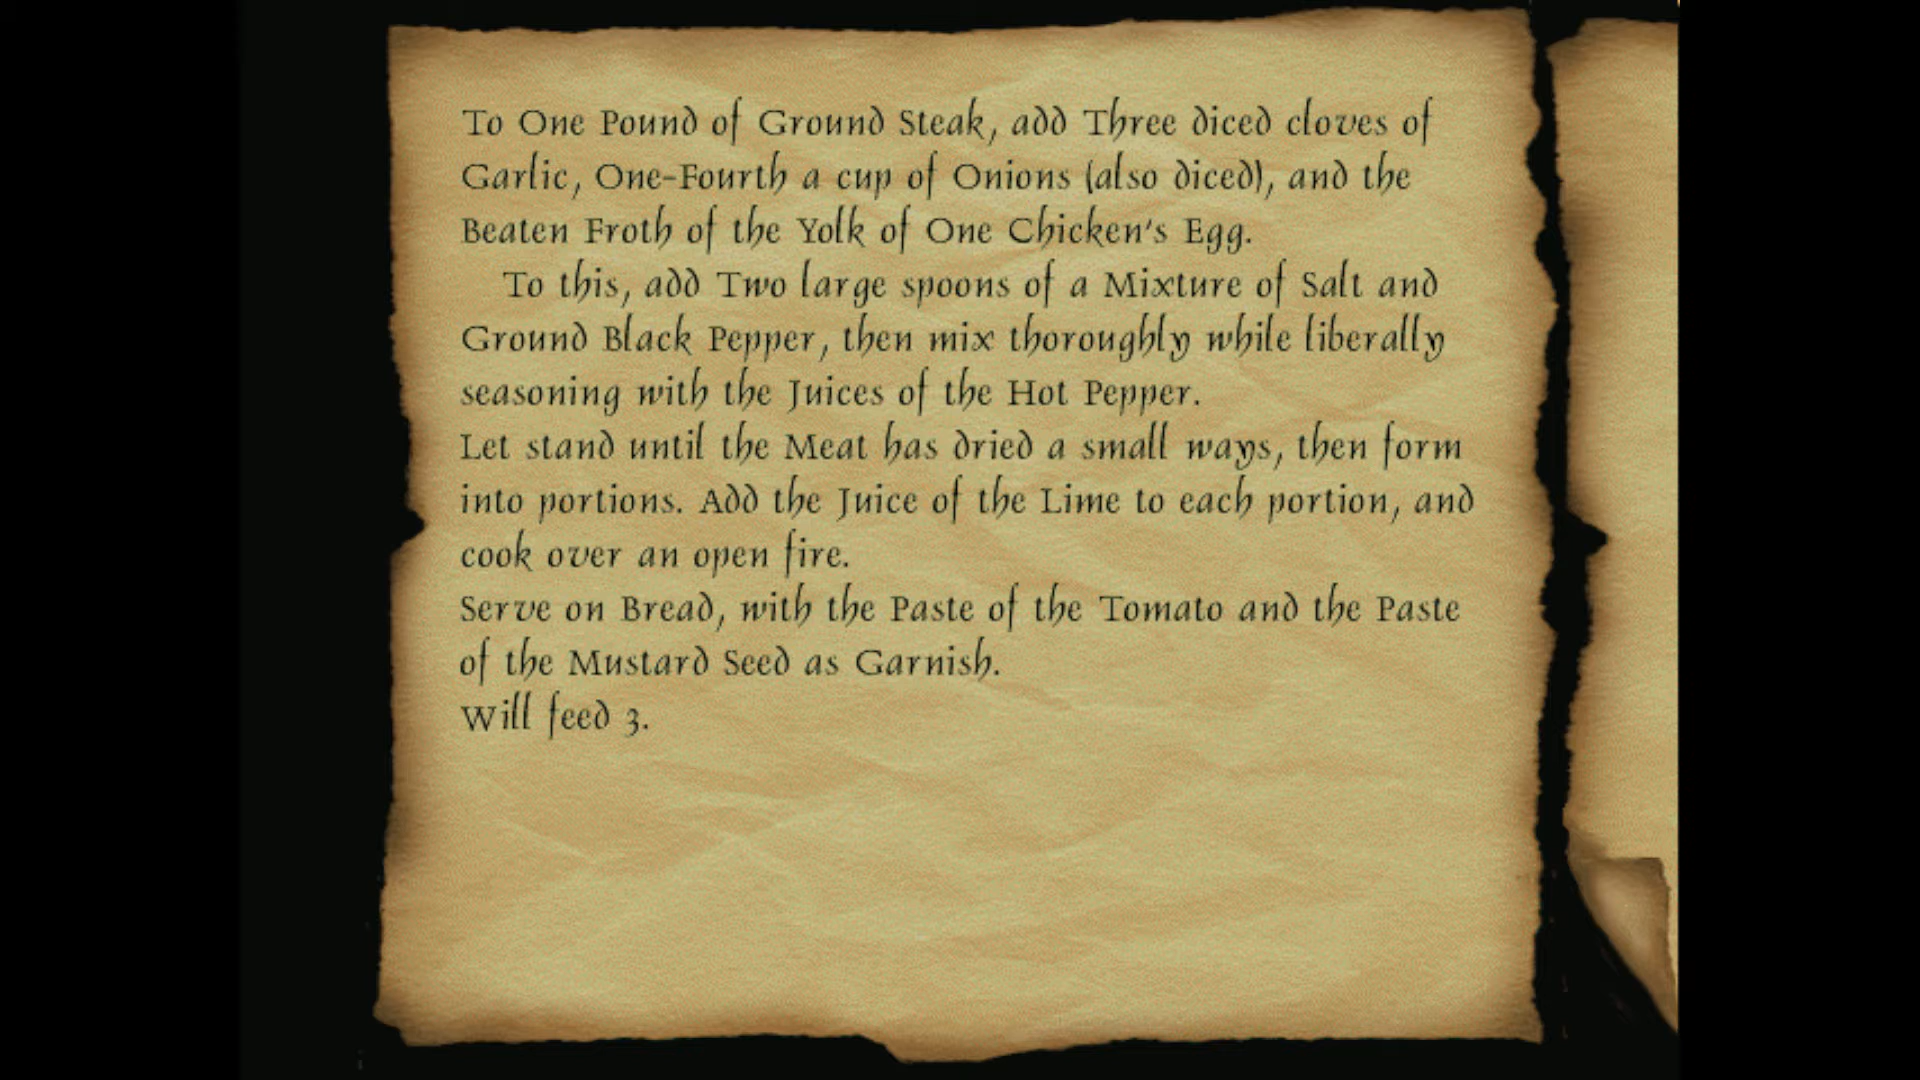 To One Pound of Ground Steak, add Three diced cloves of
Garlic, One-Fourth a cup of Onions (also diced), and the
Beaten Froth of the Yolk of One Chicken's Egg.
To this, add Two large spoons of a Mixture of Salt and
Ground Black Pepper, then mix thoroughly while liberally
seasoning with the Juices of the Hot Pepper.
Let stand until the Meat has dried a small ways, then form
into portions. Add the Juice of the Lime to each portion, and
cook over an open fire.
Serve on Bread, with the Paste of the Tomato and the Paste
of the Mustard Seed as Garnish.
Will feed 3.